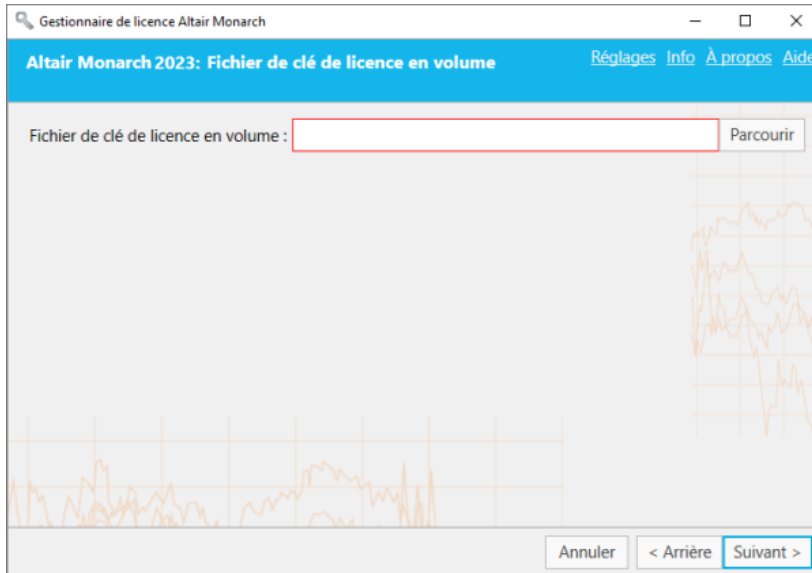 Gestionnaire de licence Altair Monarch
Altair Monarch 2023: Fichier de clé de licence en volume
Réglages Info À propos Aide
Fichier de clé de licence en volume :
Parcourir
Annuler
< Arrière
Suivant >